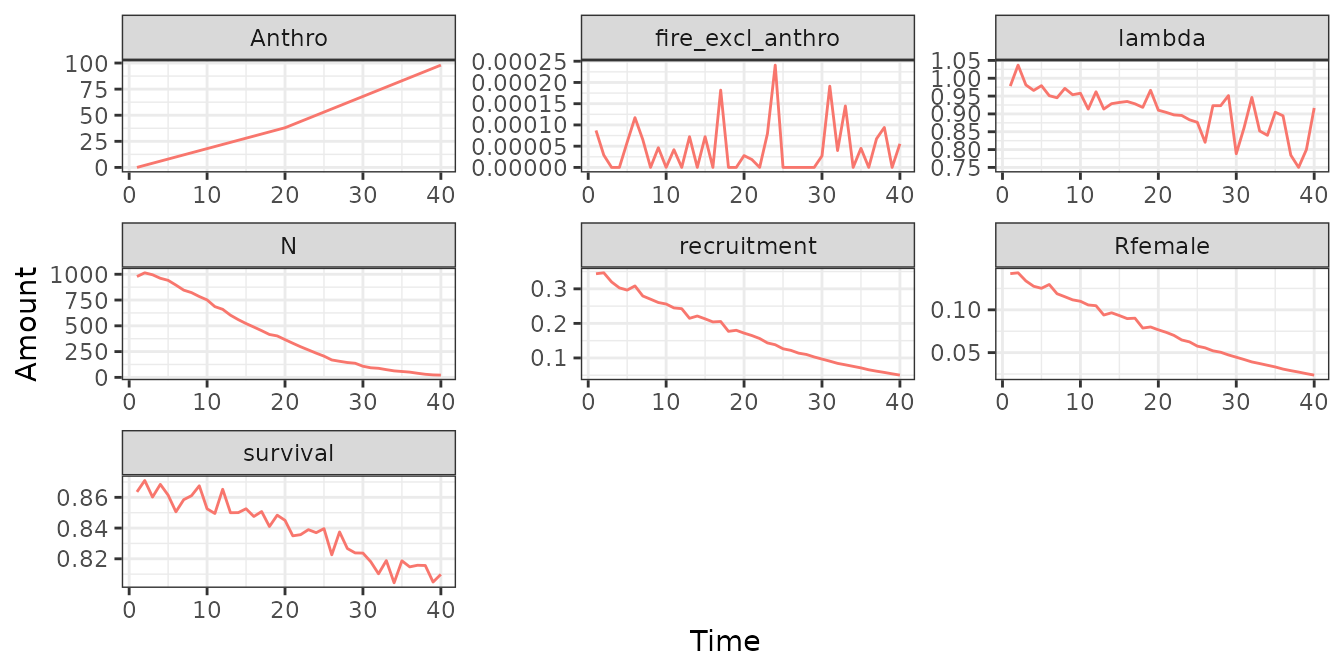 Anthro
fire_excl_anthro
lambda
100
75
50
25
0
0.00025
0.00020
0.00015
0.00010
0.00005
0.00000
1.05
1.00
0.95
0.90
0.85
0.80
0.75
0 10 20 30 40
0 10 20 30 40
0 10 20 30 40
N
recruitment
Rfemale
Amount
1000
750
500
250
0
0.3
0.2
0.1
0.10
0.05
0 10 20 30 40
0 10 20 30 40
0 10 20 30 40
survival
0.86
0.84
0.82
0 10 20 30 40
Time